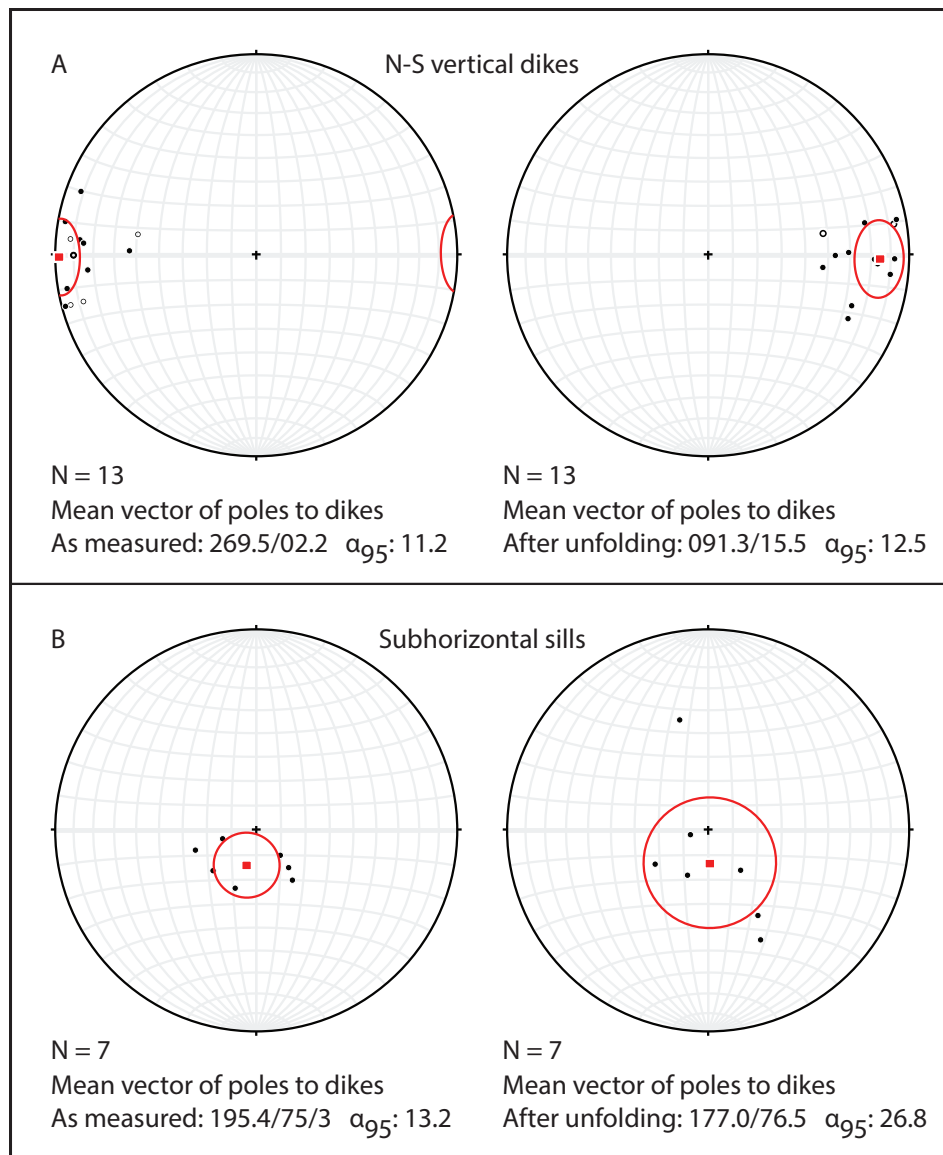 A
N-S vertical dikes
N = 13
Mean vector of poles to dikes
As measured: 269.5/02.2 α95: 11.2
N = 13
Mean vector of poles to dikes
After unfolding: 091.3/15.5 α95: 12.5
B
Subhorizontal sills
N = 7
Mean vector of poles to dikes
As measured: 195.4/75/3 α95: 13.2
N = 7
Mean vector of poles to dikes
After unfolding: 177.0/76.5 α95: 26.8